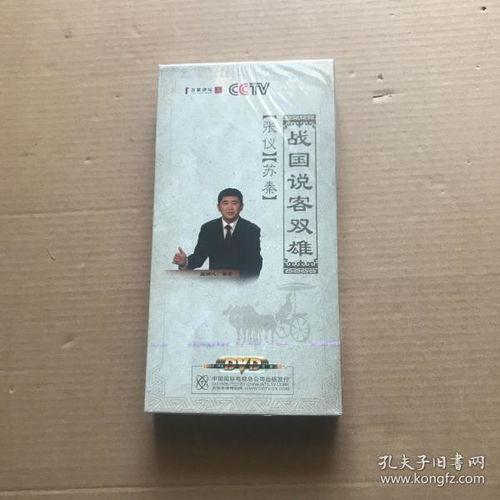 百家讲坛 CCTV
战国说客双雄
【张仪】【苏秦】
DVD
中国国际电视总公司出版发行
孔夫子旧书网
www.kongfz.com